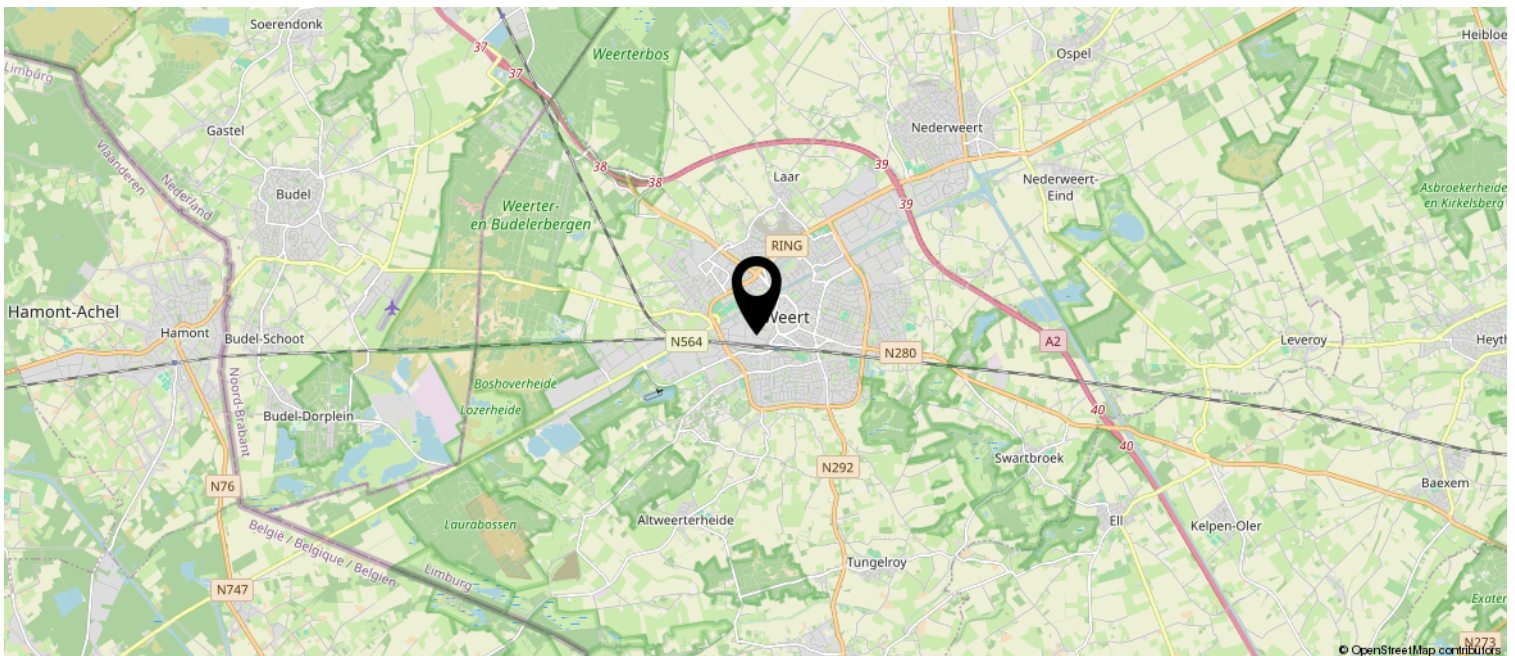 Soerendonk
37
37
Weerterbos
Ospel
Heibloe
Limburg
Gastel
Vlaanderen
Nederland
Nederweert
38
38
39
39
Laar
Nederweert-
Eind
Budel
Weerter-
en Budelerbergen
Asbroekerheide
en Kirkelsberg
RING
Hamont-Achel
Hamont
Budel-Schoot
Weert
N564
N280
A2
Leveroy
Heyth
Noord-Brabant
Boshoverheide
Lozerheide
Budel-Dorplein
40
40
N76
N292
Swartbroek
Baexem
Laurabossen
Altweerterheide
Ell
Kelpen-Oler
België / Belgique / Belgien
Limburg
Tungelroy
N747
Exater
N273
© OpenStreetMap contributors